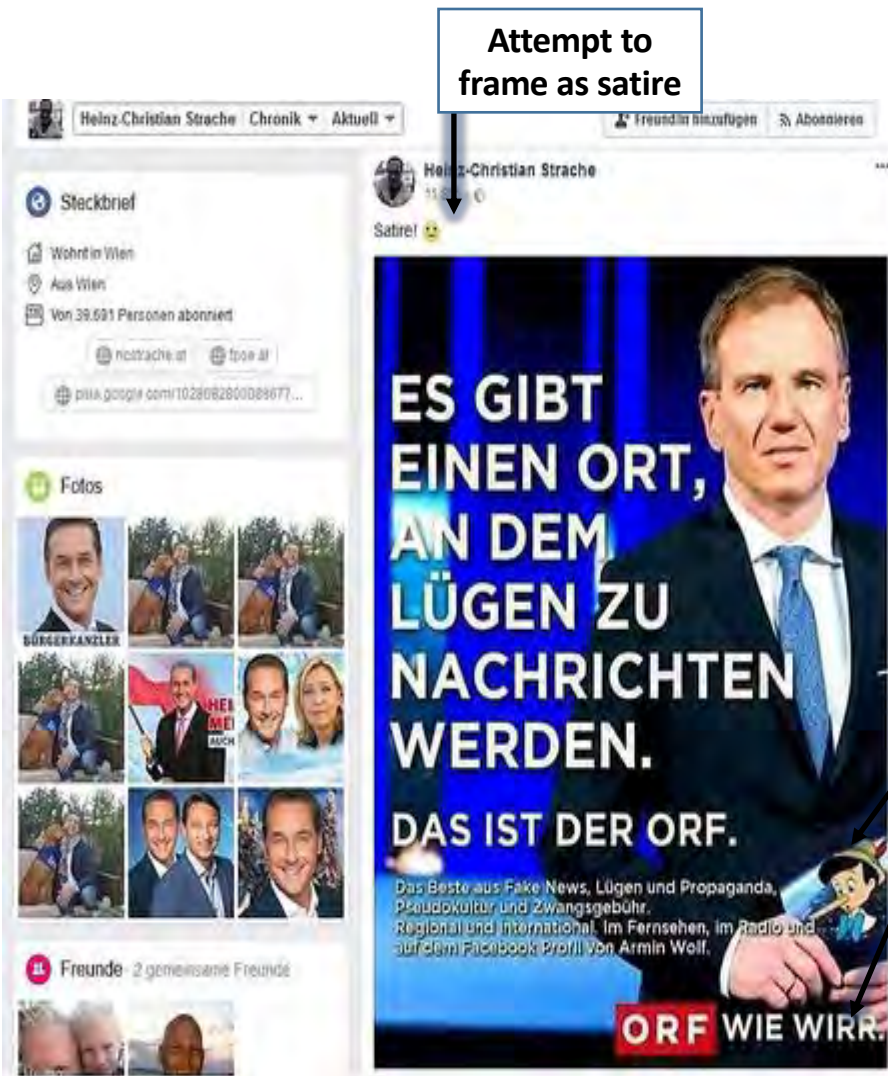 Attempt to
frame as satire
Heinz-Christian Strache Chronik Aktuell
Freund/in hinzufügen Abonnieren
Heinz-Christian Strache
Satire!
Steckbrief
Wohnt in Wien
Aus Wien
Von 39.691 Personen abonniert
hcstrache.at fpoe.at
Fotos
BÜRGERKANZLER
ES GIBT
EINEN ORT,
AN DEM
LÜGEN ZU
NACHRICHTEN
WERDEN.
DAS IST DER ORF.
Das Beste aus Fake News, Lügen und Propaganda,
Pseudokultur und Zwangsgebühr.
Regional und international. Im Fernsehen, im Radio und
auf dem Facebook Profil von Armin Wolf.
ORF WIE WIRR.
Freunde · 2 gemeinsame Freunde